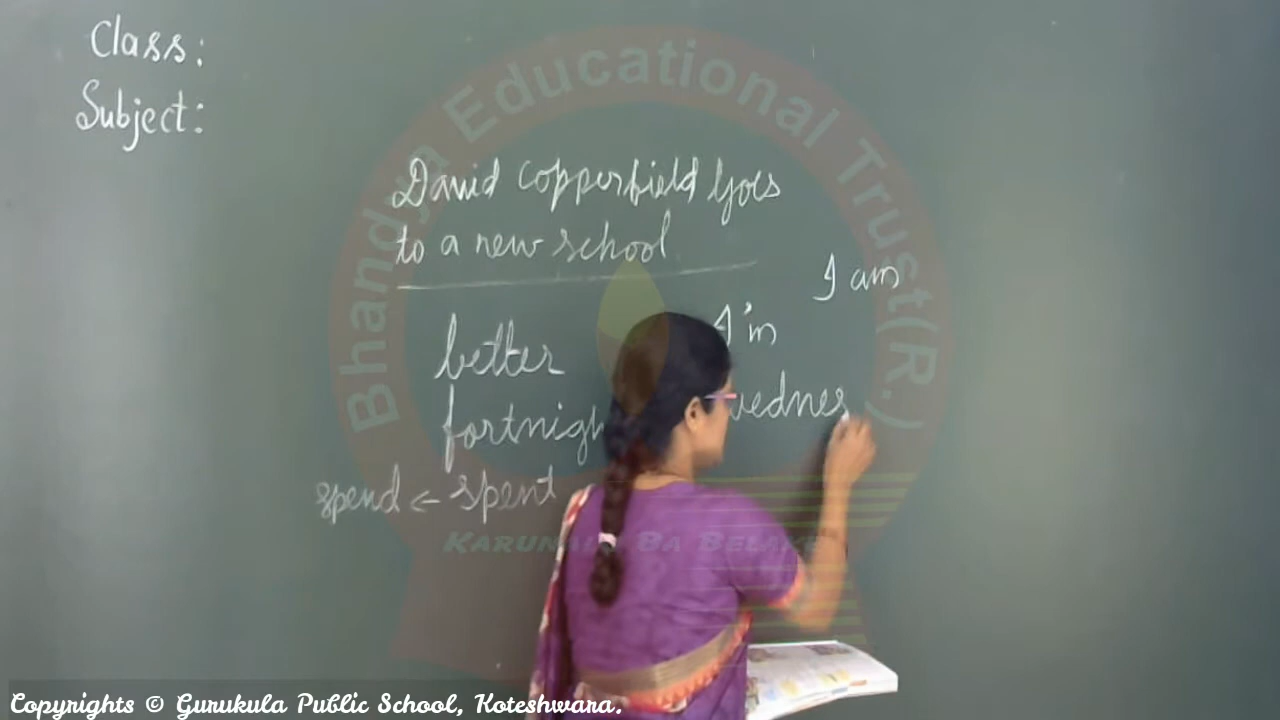 Class:
Subject:
David Copperfield Goes
to a new school
I am
better
I'm
fortnigh
wednes
spend ← spent
Bhandya Educational Trust (R.)
Copyrights © Gurukula Public School, Koteshwara.